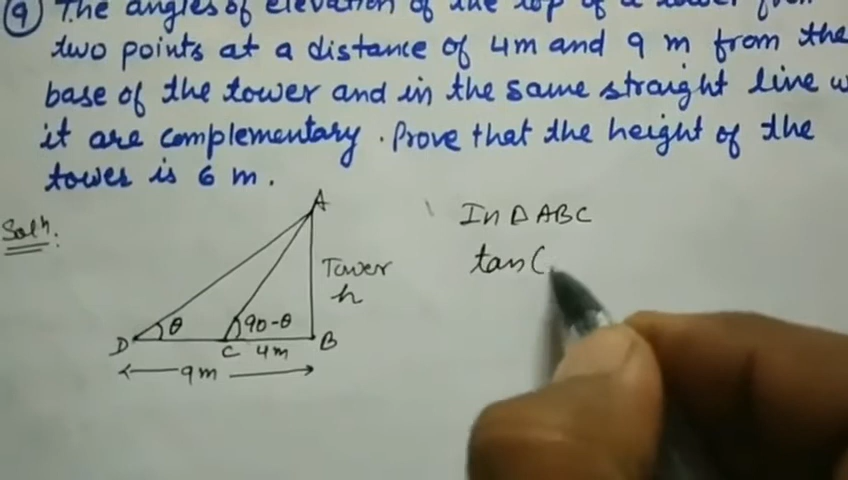 9 The angles of elevation of the top of a tower from
two points at a distance of 4m and 9 m from the
base of the tower and in the same straight line w
it are complementary. Prove that the height of the
tower is 6 m.
Soln.
A
In Δ ABC
tan(
Tower
h
θ
90-θ
D
C
4m
B
9m